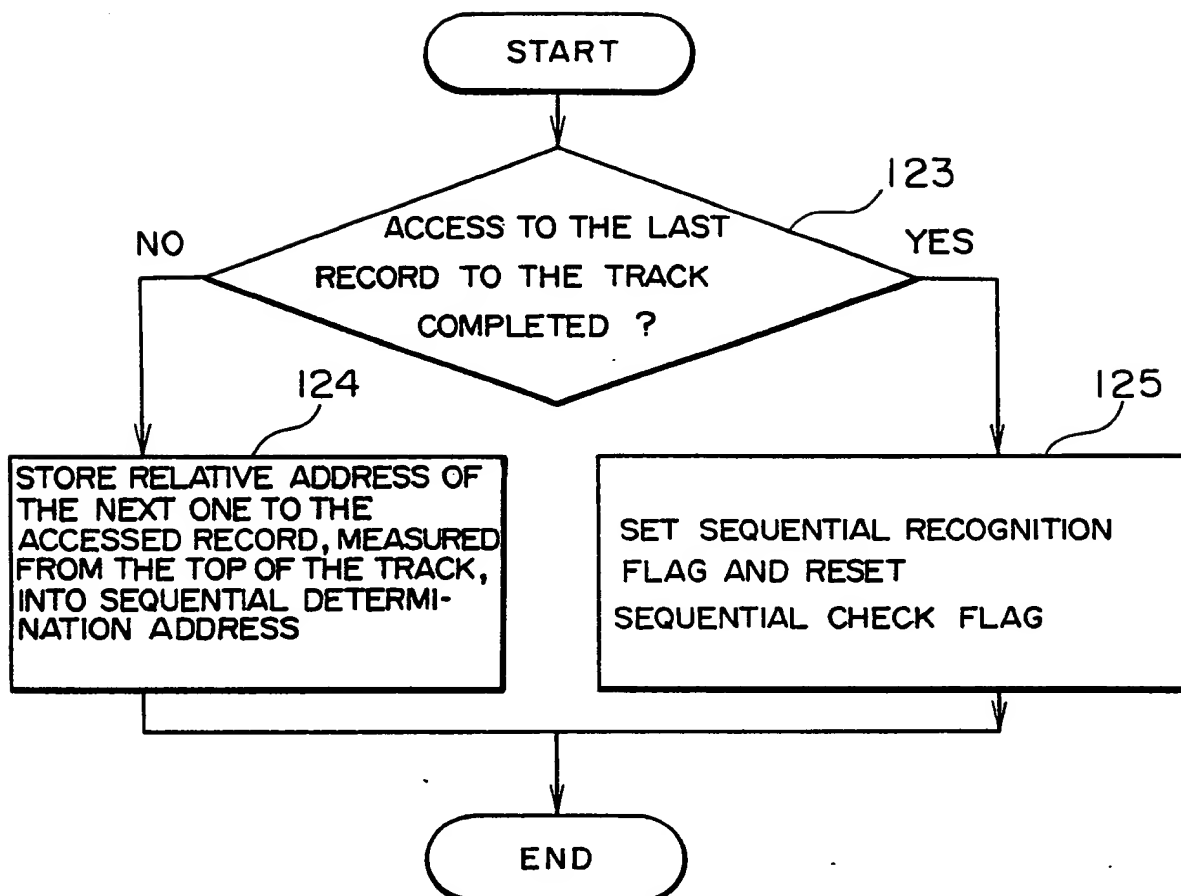 START
123
ACCESS TO THE LAST
RECORD TO THE TRACK
COMPLETED ?
NO
YES
124
STORE RELATIVE ADDRESS OF
THE NEXT ONE TO THE
ACCESSED RECORD, MEASURED
FROM THE TOP OF THE TRACK,
INTO SEQUENTIAL DETERMI-
NATION ADDRESS
125
SET SEQUENTIAL RECOGNITION
FLAG AND RESET
SEQUENTIAL CHECK FLAG
END